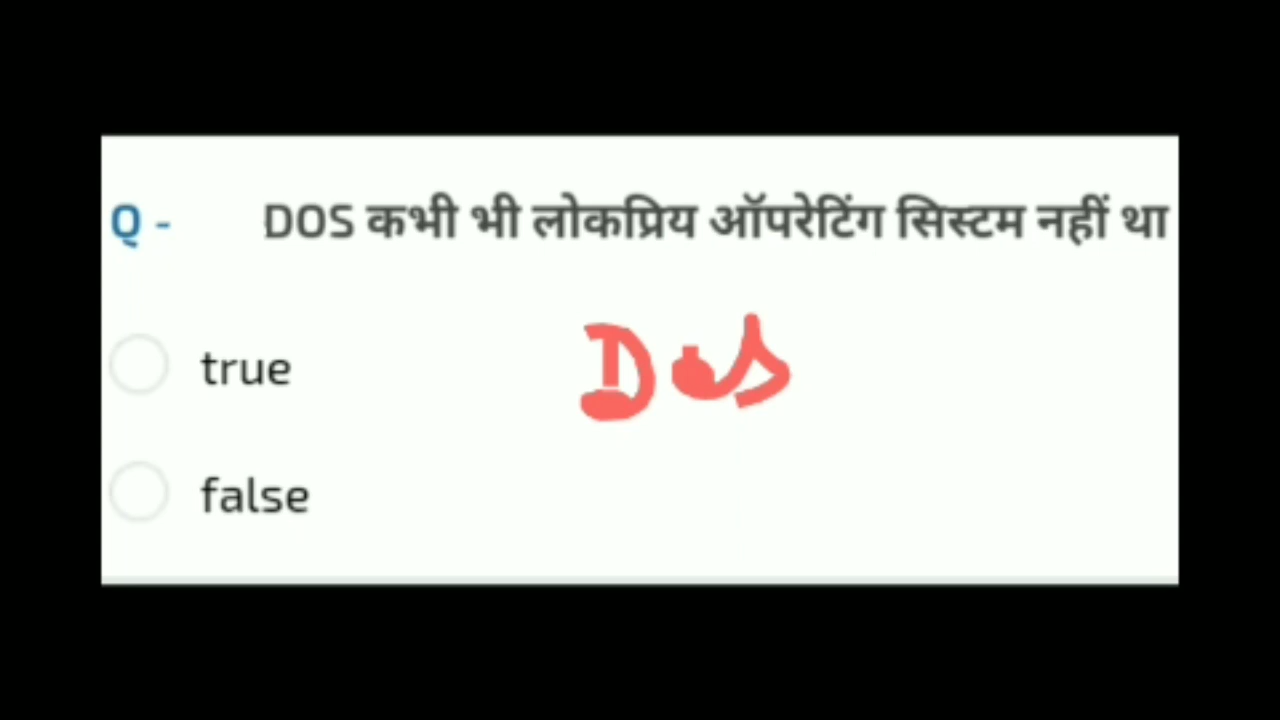 Q - DOS कभी भी लोकप्रिय ऑपरेटिंग सिस्टम नहीं था
true
DOS
false